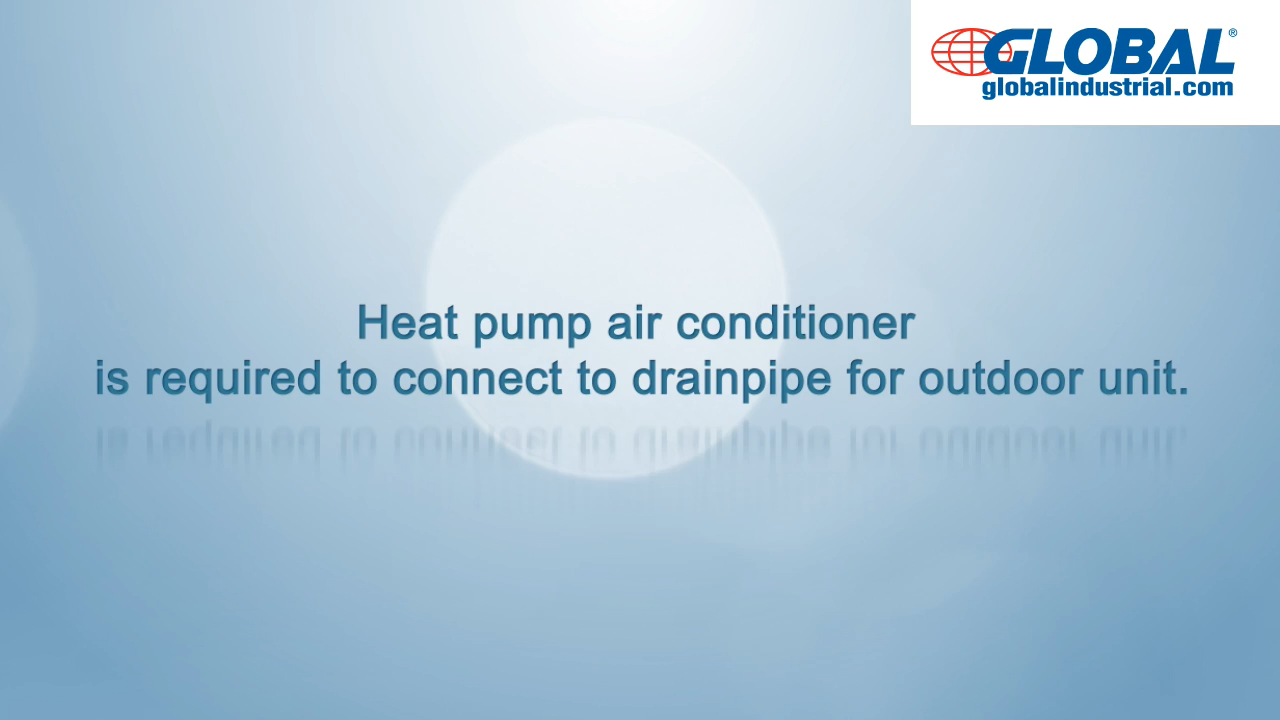 GLOBAL®
globalindustrial.com
Heat pump air conditioner
is required to connect to drainpipe for outdoor unit.